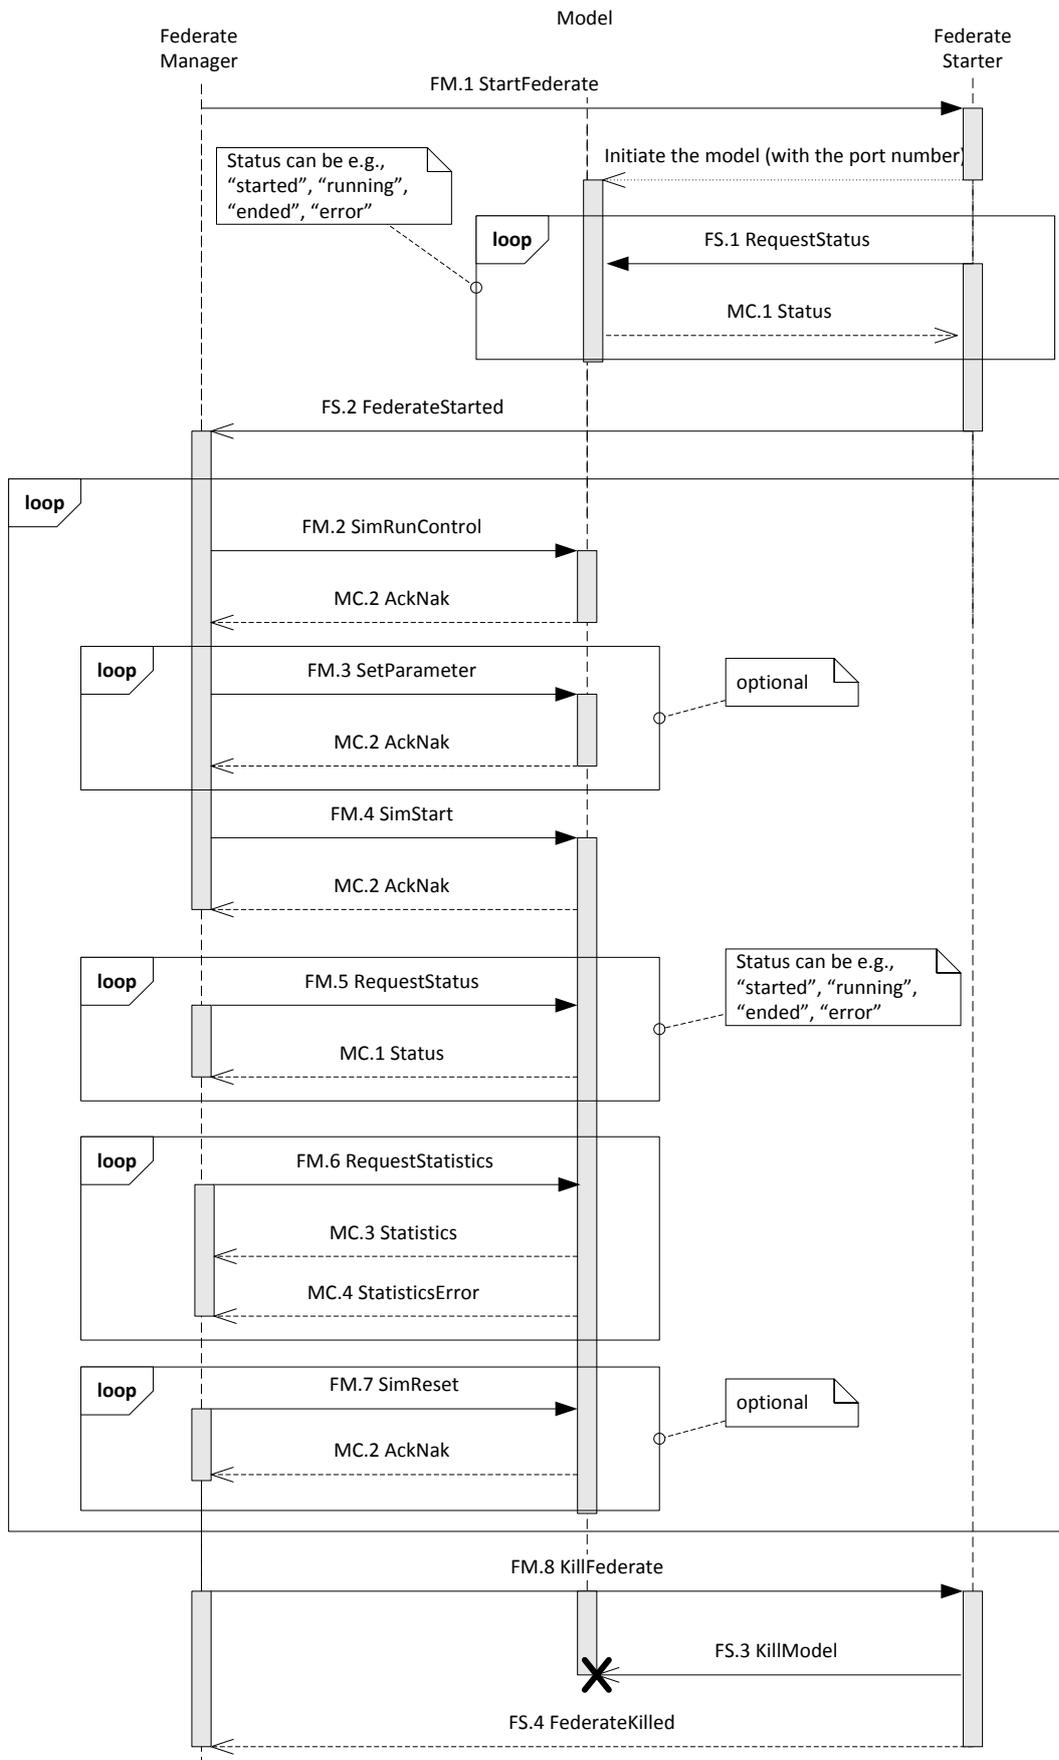 Model
Federate
Manager
Federate
Starter
FM.1 StartFederate
Status can be e.g.,
“started”, “running”,
“ended”, “error”
Initiate the model (with the port number)
loop
FS.1 RequestStatus
MC.1 Status
FS.2 FederateStarted
loop
FM.2 SimRunControl
MC.2 AckNak
loop
FM.3 SetParameter
optional
MC.2 AckNak
FM.4 SimStart
MC.2 AckNak
loop
FM.5 RequestStatus
Status can be e.g.,
“started”, “running”,
“ended”, “error”
MC.1 Status
loop
FM.6 RequestStatistics
MC.3 Statistics
MC.4 StatisticsError
loop
FM.7 SimReset
optional
MC.2 AckNak
FM.8 KillFederate
FS.3 KillModel
FS.4 FederateKilled